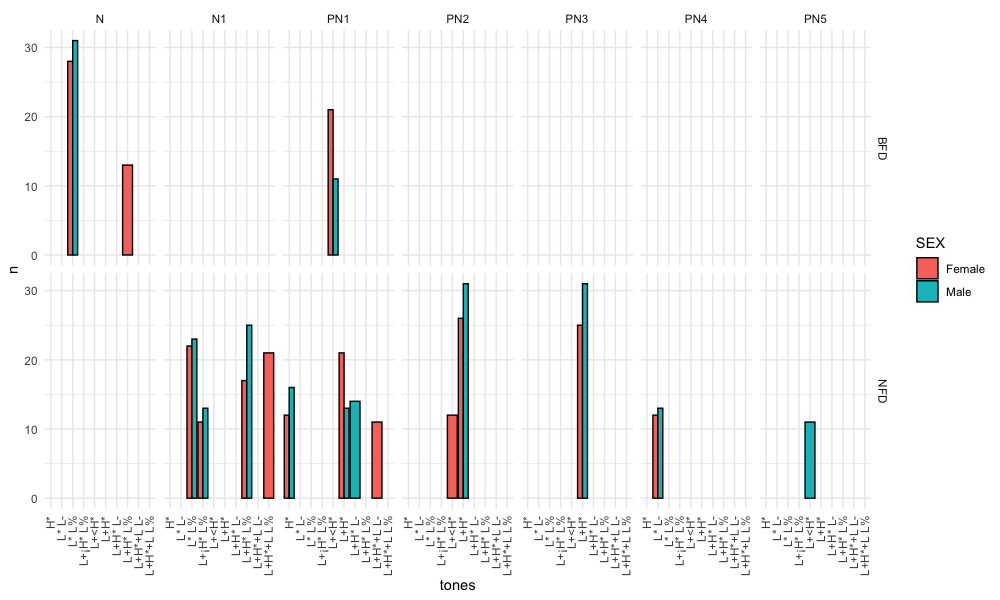 N
N1
PN1
PN2
PN3
PN4
PN5
30
20
10
0
BFD
30
20
10
0
NFD
n
H*
L* L-
L* L%
L+¡H* L%
L+<H*
L+H*
L+H* L-
L+H* L%
L+H*+L-
L+H*+L L%
H*
L* L-
L* L%
L+¡H* L%
L+<H*
L+H*
L+H* L-
L+H* L%
L+H*+L-
L+H*+L L%
H*
L* L-
L* L%
L+¡H* L%
L+<H*
L+H*
L+H* L-
L+H* L%
L+H*+L-
L+H*+L L%
H*
L* L-
L* L%
L+¡H* L%
L+<H*
L+H*
L+H* L-
L+H* L%
L+H*+L-
L+H*+L L%
H*
L* L-
L* L%
L+¡H* L%
L+<H*
L+H*
L+H* L-
L+H* L%
L+H*+L-
L+H*+L L%
H*
L* L-
L* L%
L+¡H* L%
L+<H*
L+H*
L+H* L-
L+H* L%
L+H*+L-
L+H*+L L%
H*
L* L-
L* L%
L+¡H* L%
L+<H*
L+H*
L+H* L-
L+H* L%
L+H*+L-
L+H*+L L%
tones
SEX
Female
Male